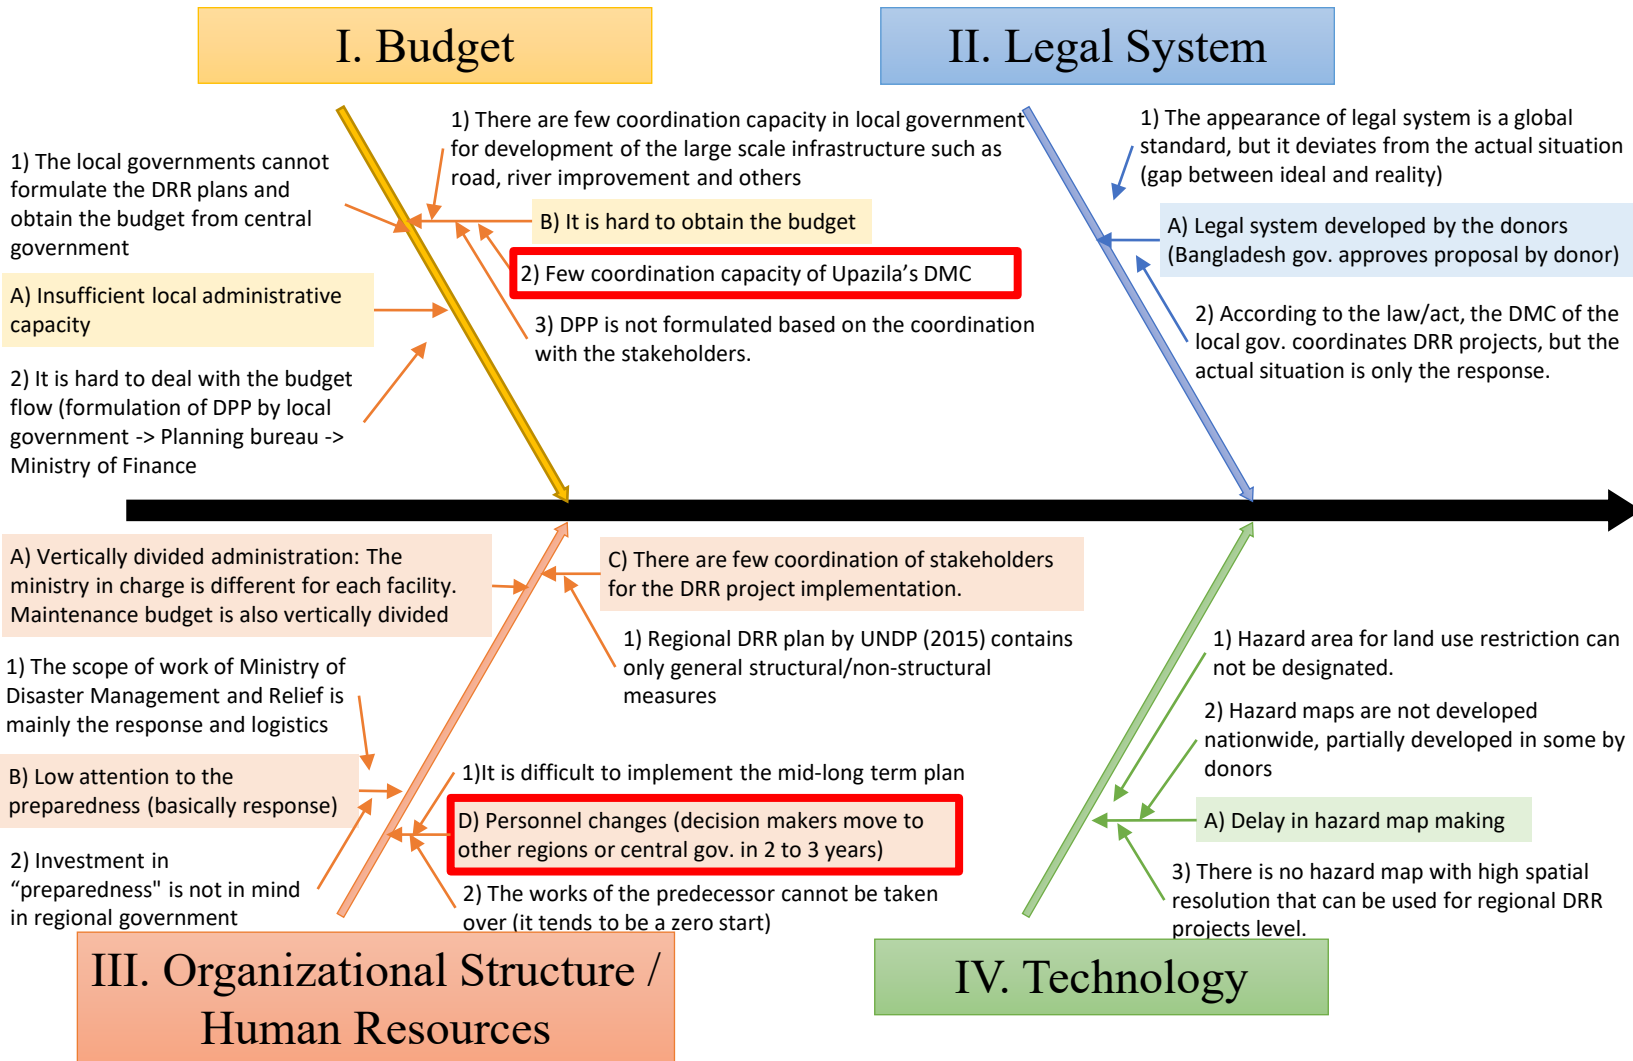 I. Budget
II. Legal System
1) The local governments cannot
formulate the DRR plans and
obtain the budget from central
government
A) Insufficient local administrative
capacity
2) It is hard to deal with the budget
flow (formulation of DPP by local
government -> Planning bureau ->
Ministry of Finance
1) There are few coordination capacity in local government
for development of the large scale infrastructure such as
road, river improvement and others
B) It is hard to obtain the budget
2) Few coordination capacity of Upazila’s DMC
3) DPP is not formulated based on the coordination
with the stakeholders.
1) The appearance of legal system is a global
standard, but it deviates from the actual situation
(gap between ideal and reality)
A) Legal system developed by the donors
(Bangladesh gov. approves proposal by donor)
2) According to the law/act, the DMC of the
local gov. coordinates DRR projects, but the
actual situation is only the response.
A) Vertically divided administration: The
ministry in charge is different for each facility.
Maintenance budget is also vertically divided
1) The scope of work of Ministry of
Disaster Management and Relief is
mainly the response and logistics
B) Low attention to the
preparedness (basically response)
2) Investment in
“preparedness" is not in mind
in regional government
C) There are few coordination of stakeholders
for the DRR project implementation.
1) Regional DRR plan by UNDP (2015) contains
only general structural/non-structural
measures
1)It is difficult to implement the mid-long term plan
D) Personnel changes (decision makers move to
other regions or central gov. in 2 to 3 years)
2) The works of the predecessor cannot be taken
over (it tends to be a zero start)
1) Hazard area for land use restriction can
not be designated.
2) Hazard maps are not developed
nationwide, partially developed in some by
donors
A) Delay in hazard map making
3) There is no hazard map with high spatial
resolution that can be used for regional DRR
projects level.
III. Organizational Structure /
Human Resources
IV. Technology